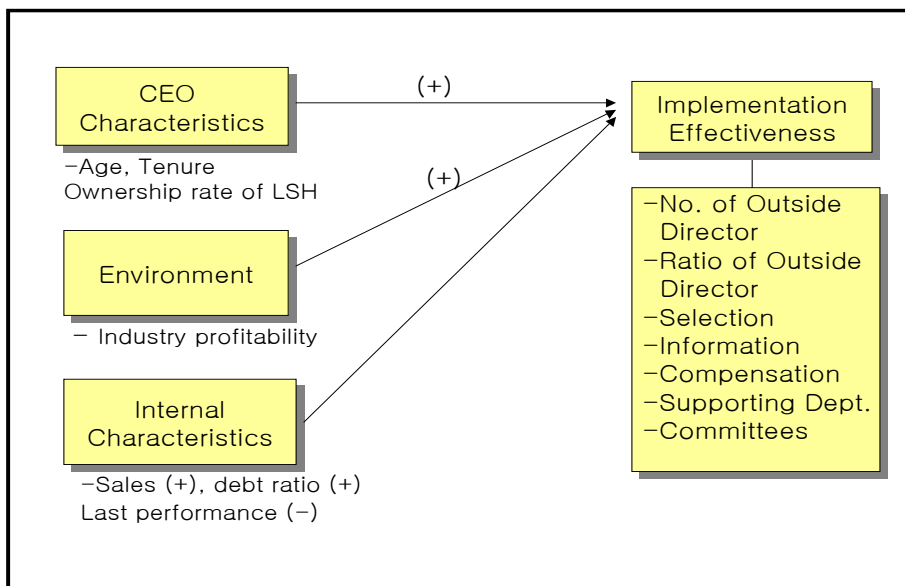 CEO
Characteristics
(+)
-Age, Tenure
Ownership rate of LSH
(+)
Environment
- Industry profitability
Internal
Characteristics
-Sales (+), debt ratio (+)
Last performance (-)
Implementation
Effectiveness
-No. of Outside
Director
-Ratio of Outside
Director
-Selection
-Information
-Compensation
-Supporting Dept.
-Committees